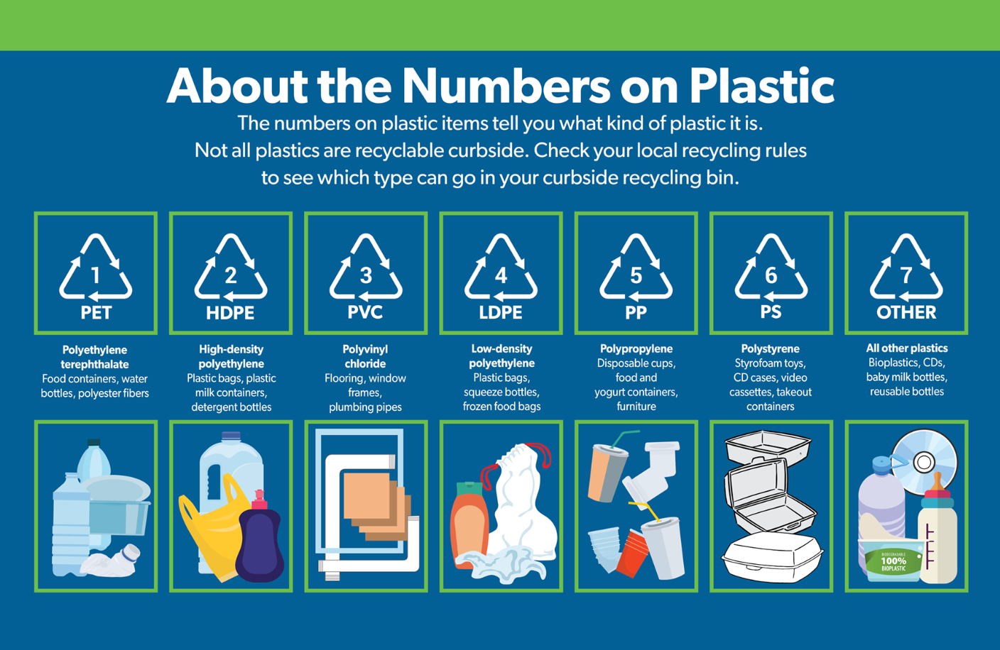 About the Numbers on Plastic
The numbers on plastic items tell you what kind of plastic it is.
Not all plastics are recyclable curbside. Check your local recycling rules
to see which type can go in your curbside recycling bin.
1
PET
Polyethylene
terephthalate
Food containers, water
bottles, polyester fibers
2
HDPE
High-density
polyethylene
Plastic bags, plastic
milk containers,
detergent bottles
3
PVC
Polyvinyl
chloride
Flooring, window
frames,
plumbing pipes
4
LDPE
Low-density
polyethylene
Plastic bags,
squeeze bottles,
frozen food bags
5
PP
Polypropylene
Disposable cups,
food and
yogurt containers,
furniture
6
PS
Polystyrene
Styrofoam toys,
CD cases, video
cassettes, takeout
containers
7
OTHER
All other plastics
Bioplastics, CDs,
baby milk bottles,
reusable bottles
BIODEGRADABLE
100%
BIOPLASTIC